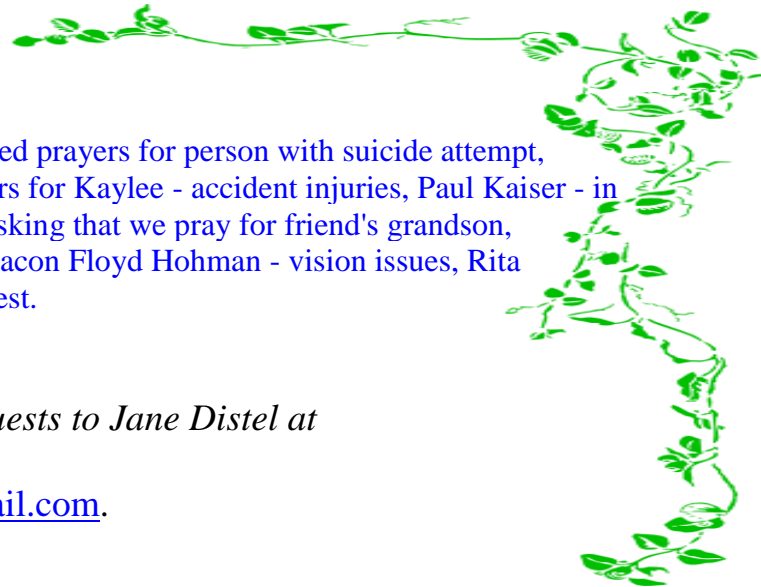 ed prayers for person with suicide attempt,
rs for Kaylee - accident injuries, Paul Kaiser - in
sking that we pray for friend's grandson,
acon Floyd Hohman - vision issues, Rita
est.
uests to Jane Distel at
ail.com.